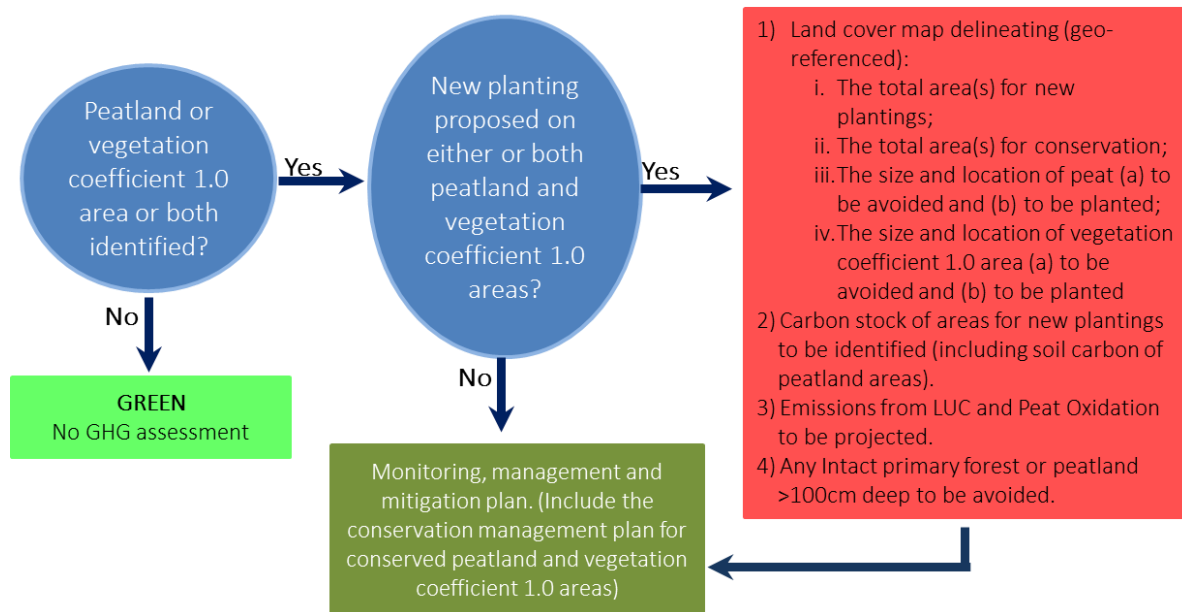 Peatland or
vegetation
coefficient 1.0
area or both
identified?
Yes
New planting
proposed on
either or both
peatland and
vegetation
coefficient 1.0
areas?
Yes
1) Land cover map delineating (geo-
referenced):
i. The total area(s) for new
plantings;
ii. The total area(s) for conservation;
iii.The size and location of peat (a) to
be avoided and (b) to be planted;
iv.The size and location of vegetation
coefficient 1.0 area (a) to be
avoided and (b) to be planted
2) Carbon stock of areas for new plantings
to be identified (including soil carbon of
peatland areas).
3) Emissions from LUC and Peat Oxidation
to be projected.
4) Any Intact primary forest or peatland
>100cm deep to be avoided.
No
GREEN
No GHG assessment
No
Monitoring, management and
mitigation plan. (Include the
conservation management plan for
conserved peatland and vegetation
coefficient 1.0 areas)